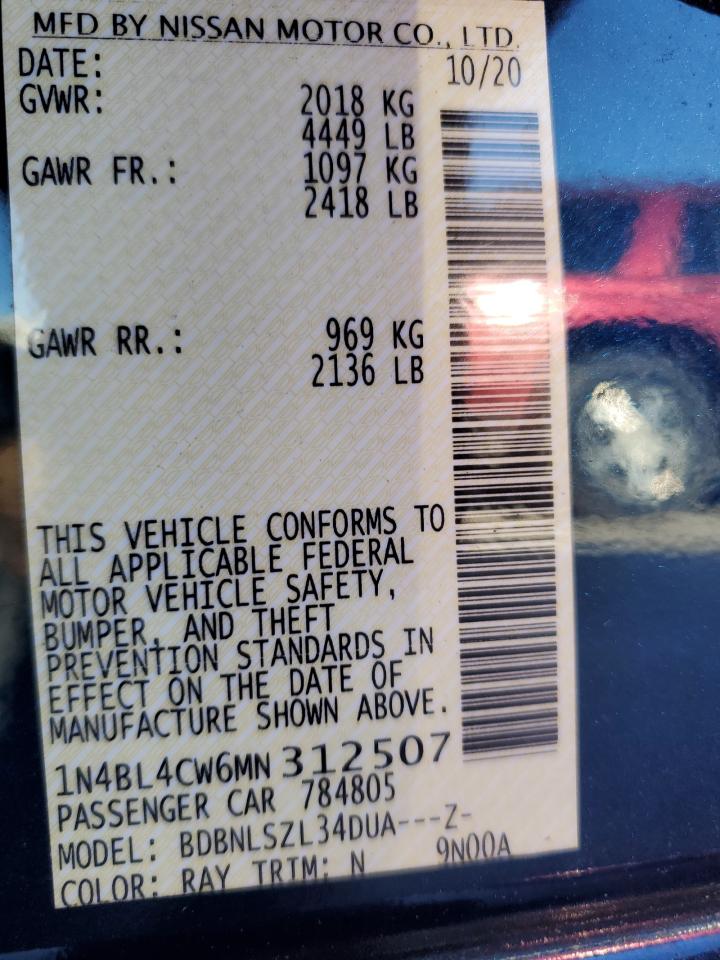 MFD BY NISSAN MOTOR CO., LTD.
DATE: 10/20
GVWR: 2018 KG
4449 LB
GAWR FR.: 1097 KG
2418 LB
GAWR RR.: 969 KG
2136 LB
THIS VEHICLE CONFORMS TO
ALL APPLICABLE FEDERAL
MOTOR VEHICLE SAFETY,
BUMPER, AND THEFT
PREVENTION STANDARDS IN
EFFECT ON THE DATE OF
MANUFACTURE SHOWN ABOVE.
1N4BL4CW6MN312507
PASSENGER CAR 784805
MODEL: BDBNLSZL34DUA---Z-
COLOR: RAY TRIM: N 9N00A